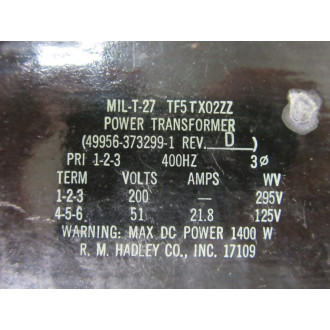 MIL-T-27 TF5TX02ZZ
POWER TRANSFORMER
(49956-373299-1 REV. D )
PRI 1-2-3 400HZ 3Ø
TERM VOLTS AMPS WV
1-2-3 200 — 295V
4-5-6 51 21.8 125V
WARNING: MAX DC POWER 1400 W
R. M. HADLEY CO., INC. 17109